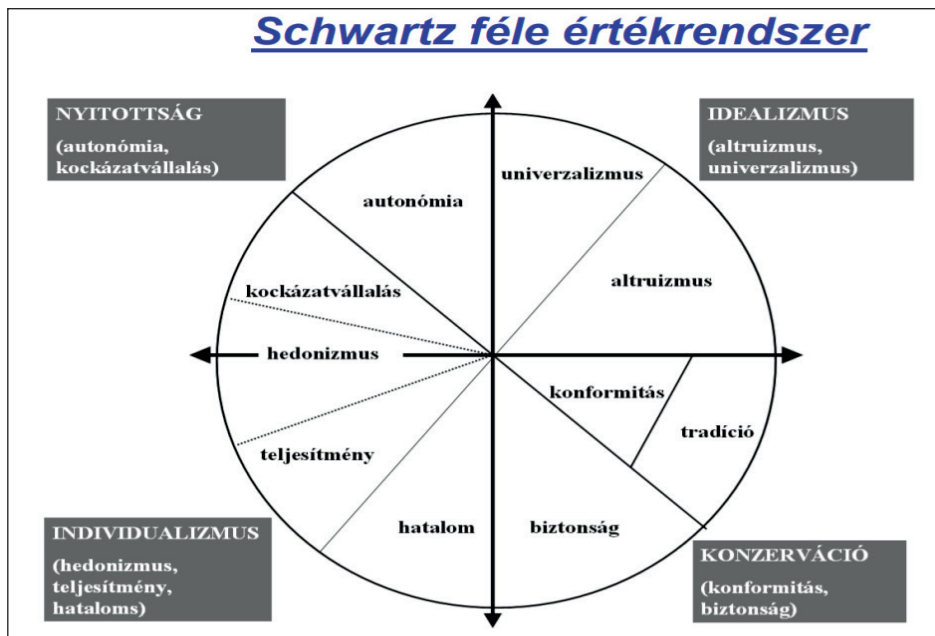 Schwartz féle értékrendszer
NYITOTTSÁG
(autonómia,
kockázatvállalás)
IDEALIZMUS
(altruizmus,
univerzalizmus)
univerzalizmus
autonómia
altruizmus
kockázatvállalás
hedonizmus
konformitás
tradíció
teljesítmény
hatalom
biztonság
INDIVIDUALIZMUS
(hedonizmus,
teljesítmény,
hataloms)
KONZERVÁCIÓ
(konformitás,
biztonság)